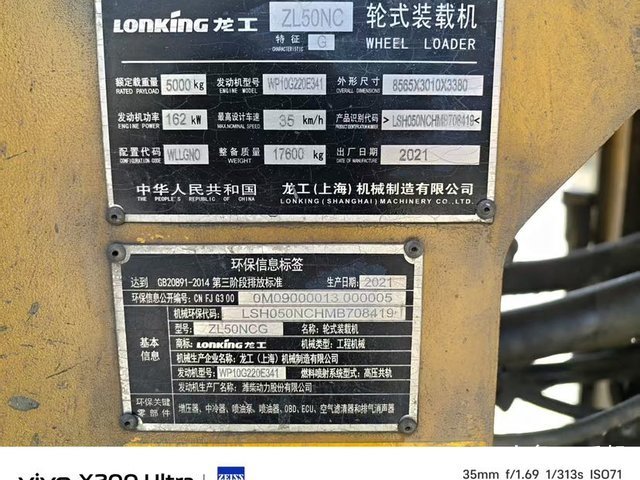 LONKING 龙工 ZL50NC 轮式装载机
特征 G WHEEL LOADER
CHARACTERISTIC
额定载重量 5000kg 发动机型号 WP10G220E341 外形尺寸 8565X3010X3380
RATED PAYLOAD ENGINE MODEL OVERALL DIMENSIONS
发动机功率 162 kW 最高设计车速 35 km/h 产品识别代码 >LSH050NCHMB708419<
ENGINE POWER MAX.NOMINAL SPEED PRODUCT IDENTIFICATION NUMBER
配置代码 WLLGNO 整备质量 17600 kg 出厂日期 2021
CONFIGURATION CODE WEIGHT DATE OF MANUFACTURE
中华人民共和国 龙工(上海)机械制造有限公司
THE PEOPLE'S REPUBLIC OF CHINA LONKING (SHANGHAI) MACHINERY CO., LTD.
环保信息标签
达到 GB20891-2014 第三阶段排放标准 生产日期: 2021
环保信息公开编号: CN FJ G3 00 0M09000013 000005
基本信息
机械环保代码: LSH050NCHMB708419
型号: ZL50NCG 名称: 轮式装载机
商标: LONKING 龙工 机械类型: 工程机械
机械生产企业名称: 龙工(上海)机械制造有限公司
发动机型号: WP10G220E341 燃料喷射系统型式: 高压共轨
发动机生产厂名称: 潍柴动力股份有限公司
环保关键零部件 增压器、中冷器、喷油泵、喷油器、OBD、ECU、空气滤清器和排气消声器
vivo X200 Ultra ZEISS 35mm f/1.69 1/313s ISO71